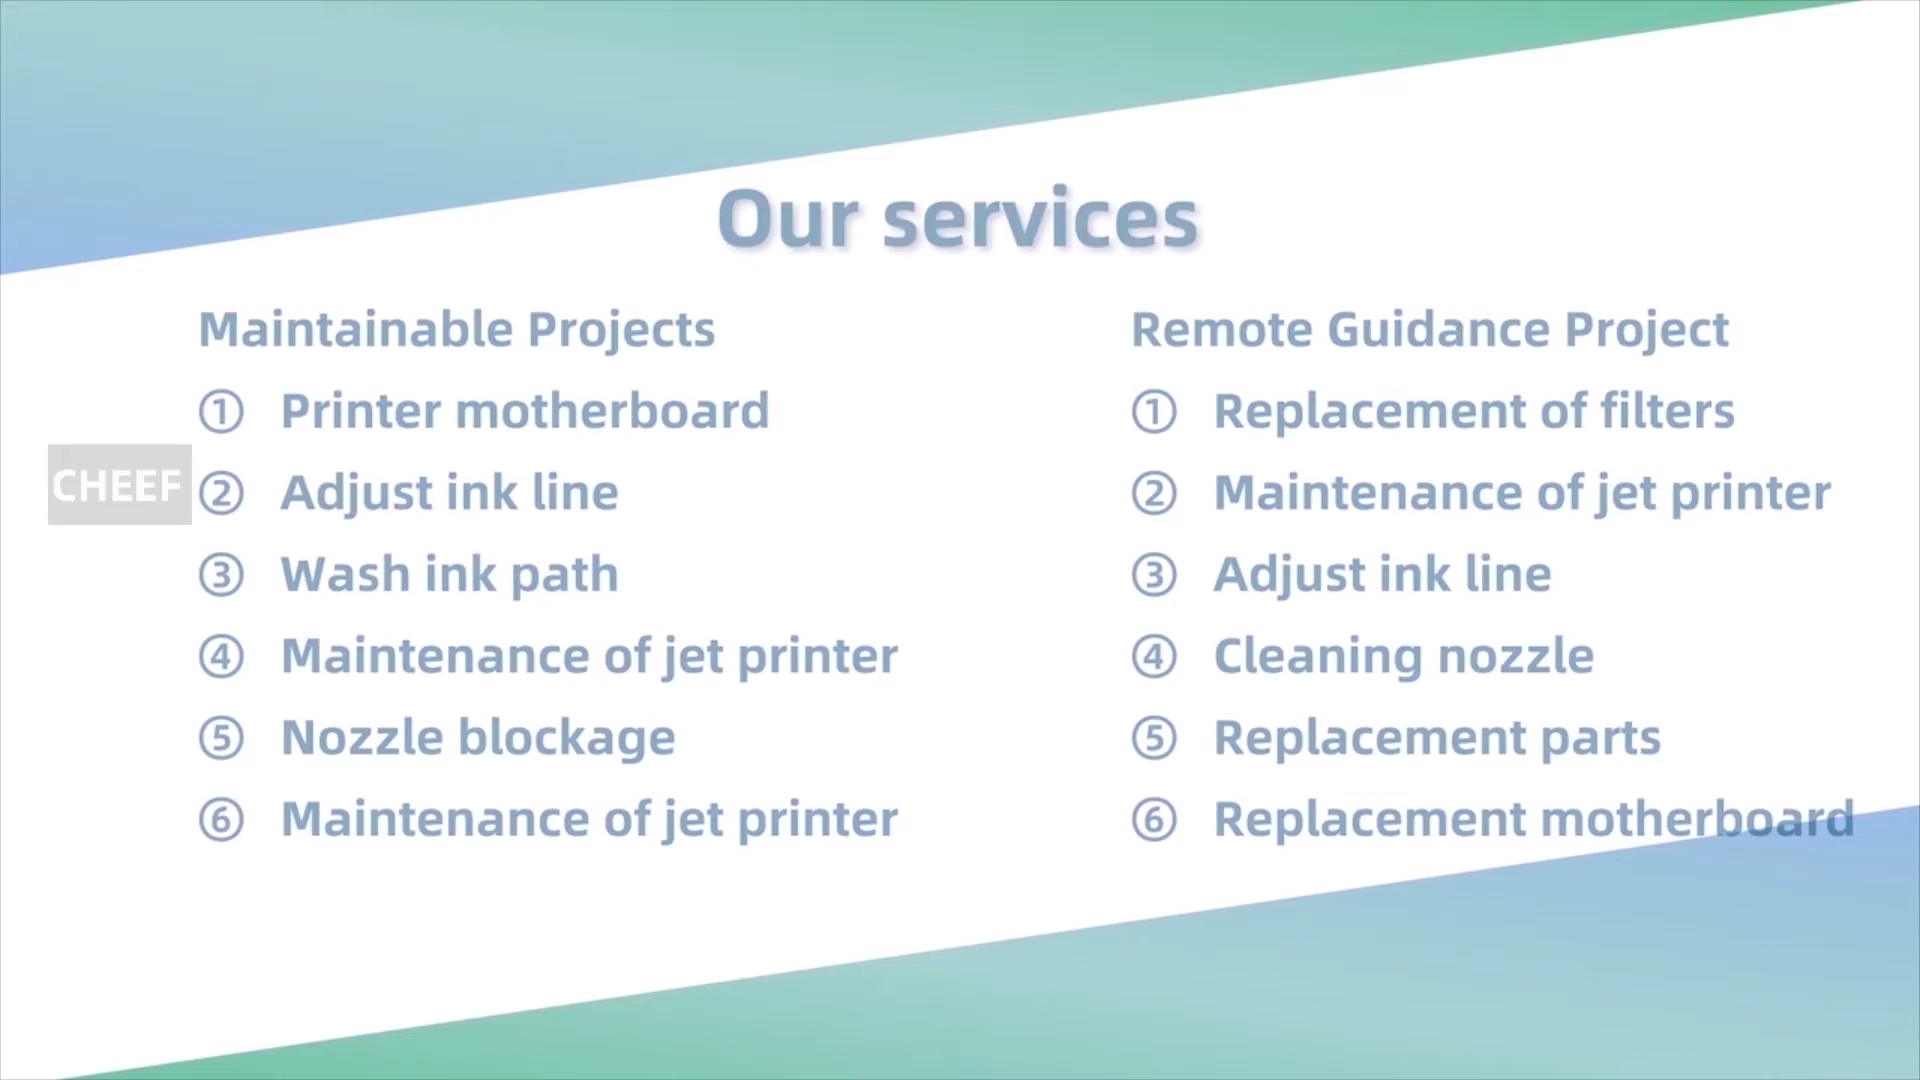 Our services
Maintainable Projects
① Printer motherboard
② Adjust ink line
③ Wash ink path
④ Maintenance of jet printer
⑤ Nozzle blockage
⑥ Maintenance of jet printer
Remote Guidance Project
① Replacement of filters
② Maintenance of jet printer
③ Adjust ink line
④ Cleaning nozzle
⑤ Replacement parts
⑥ Replacement motherboard
CHEEF